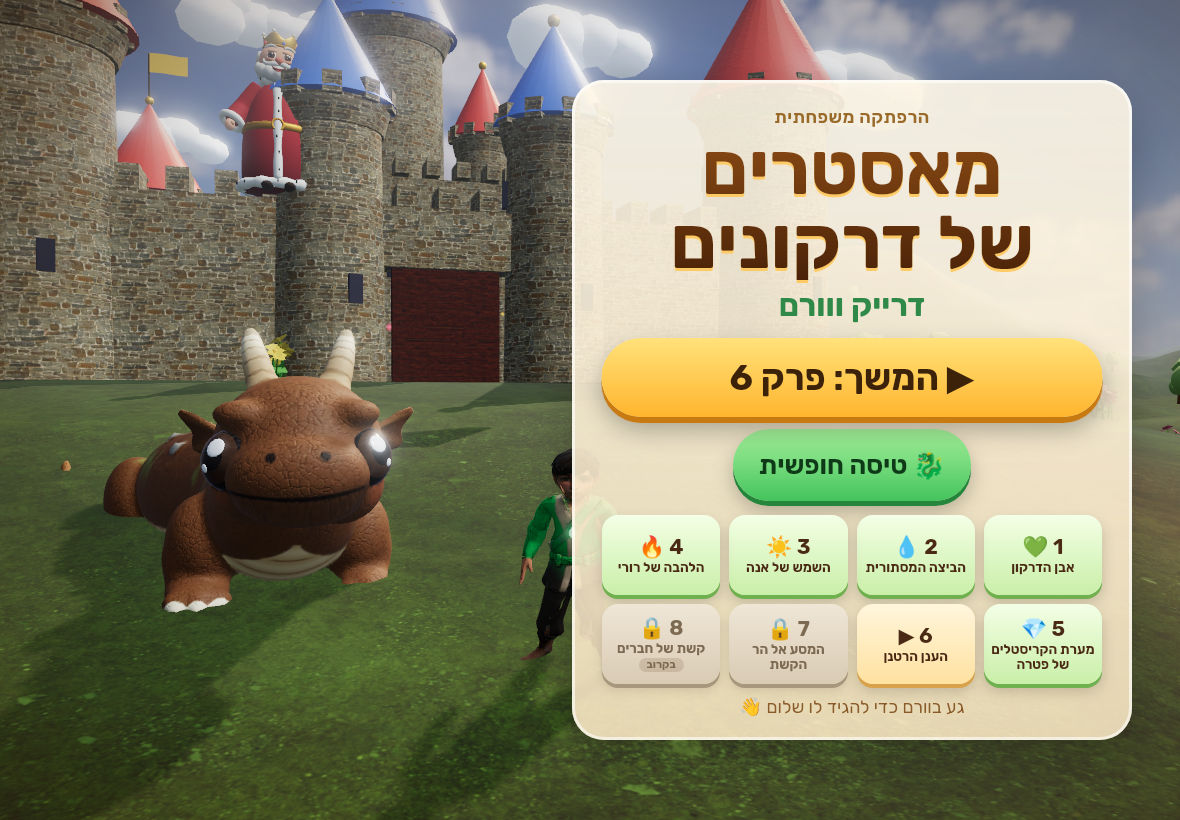 הרפתקה משפחתית
מאסטרים
של דרקונים
דרייק ווורם
▶ המשך: פרק 6
🐉 טיסה חופשית
1 💚
אבן הדרקון
2 💧
הביצה המסתורית
3 ☀️
השמש של אנה
4 🔥
הלהבה של רורי
5 💎
מערת הקריסטלים
של פטרה
6 ▶
הענן הרטנן
7 🔒
המסע אל הר
הקשת
8 🔒
קשת של חברים
בקרוב
גע בוורם כדי להגיד לו שלום 👋